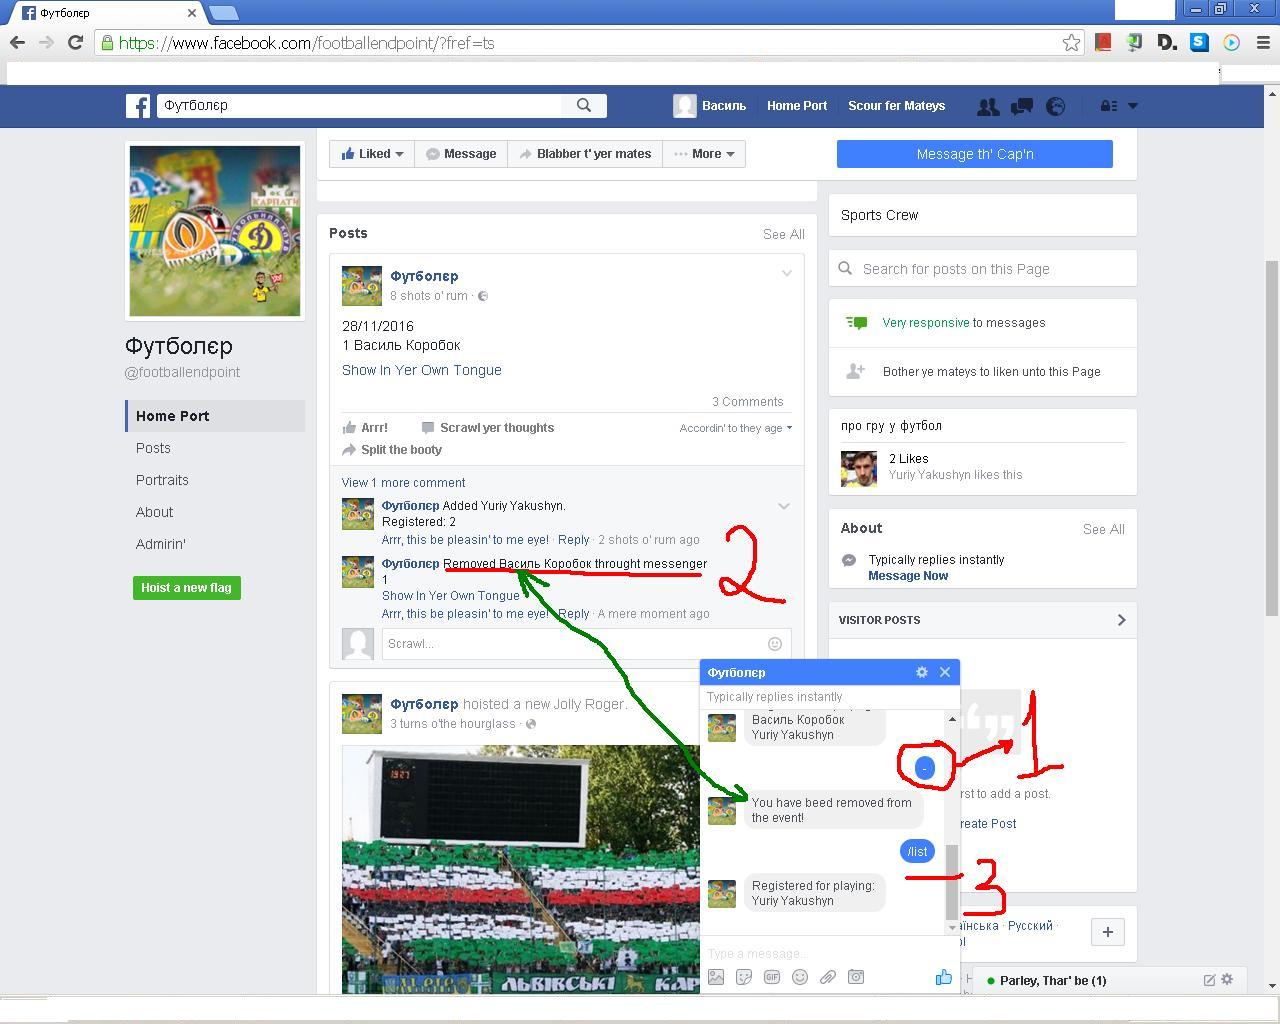 Футболєр
https://www.facebook.com/footballendpoint/?fref=ts
Футболєр
Василь
Home Port
Scour fer Mateys
Liked
Message
Blabber t' yer mates
More
Message th' Cap'n
КАРПАТИ
ШАХТАР
Футболєр
@footballendpoint
Home Port
Posts
Portraits
About
Admirin'
Hoist a new flag
Posts
See All
Футболєр
8 shots o' rum
28/11/2016
1 Василь Коробок
Show In Yer Own Tongue
3 Comments
Arrr!
Scrawl yer thoughts
Accordin' to they age
Split the booty
View 1 more comment
Футболєр Added Yuriy Yakushyn.
Registered: 2
Arrr, this be pleasin' to me eye! · Reply · 2 shots o' rum ago
Футболєр Removed Василь Коробок throught messenger
1
Show In Yer Own Tongue
Arrr, this be pleasin' to me eye! · Reply · A mere moment ago
2
Scrawl...
Футболєр hoisted a new Jolly Roger.
3 turns o'the hourglass
1927
ЛЬВІВСЬКІ
КАР
Sports Crew
Search for posts on this Page
Very responsive to messages
Bother ye mateys to liken unto this Page
про гру у футбол
2 Likes
Yuriy Yakushyn likes this
About
See All
Typically replies instantly
Message Now
VISITOR POSTS
1
rst to add a post.
reate Post
аїнська · Русский ·
ol
Футболєр
Typically replies instantly
Василь Коробок
Yuriy Yakushyn
-
You have beed removed from
the event!
/list
3
Registered for playing:
Yuriy Yakushyn
Type a message...
GIF
Parley, Thar' be (1)